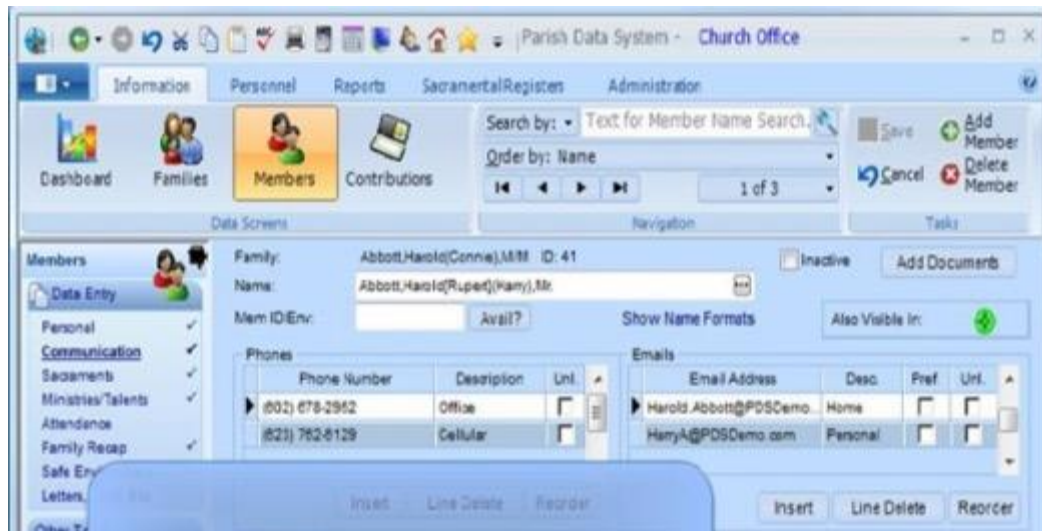 Parish Data System - Church Office
Information Personnel Reports SacramentalRegisters Administration
Dashboard Families Members Contributions
Search by: Text for Member Name Search.
Order by: Name
1 of 3
Save
Cancel
Add Member
Delete Member
Data Screens Navigation Tasks
Members
Data Entry
Personal
Communication
Sacraments
Ministries/Talents
Attendance
Family Recap
Safe
Letters,
Family: Abbott,Harold(Connie),M/M ID: 41
Inactive
Add Documents
Name: Abbott,Harold[Rupert](Harry),Mr.
Mem ID/Env: Avail? Show Name Formats Also Visible In:
Phones
Phone Number Description Unl.
(602) 678-2952 Office
(623) 762-8129 Cellular
Insert Line Delete Reorder
Emails
Email Address Desc. Pref. Unl.
Harold.Abbott@PDSDemo... Home
HarryA@PDSDemo.com Personal
Insert Line Delete Reorder